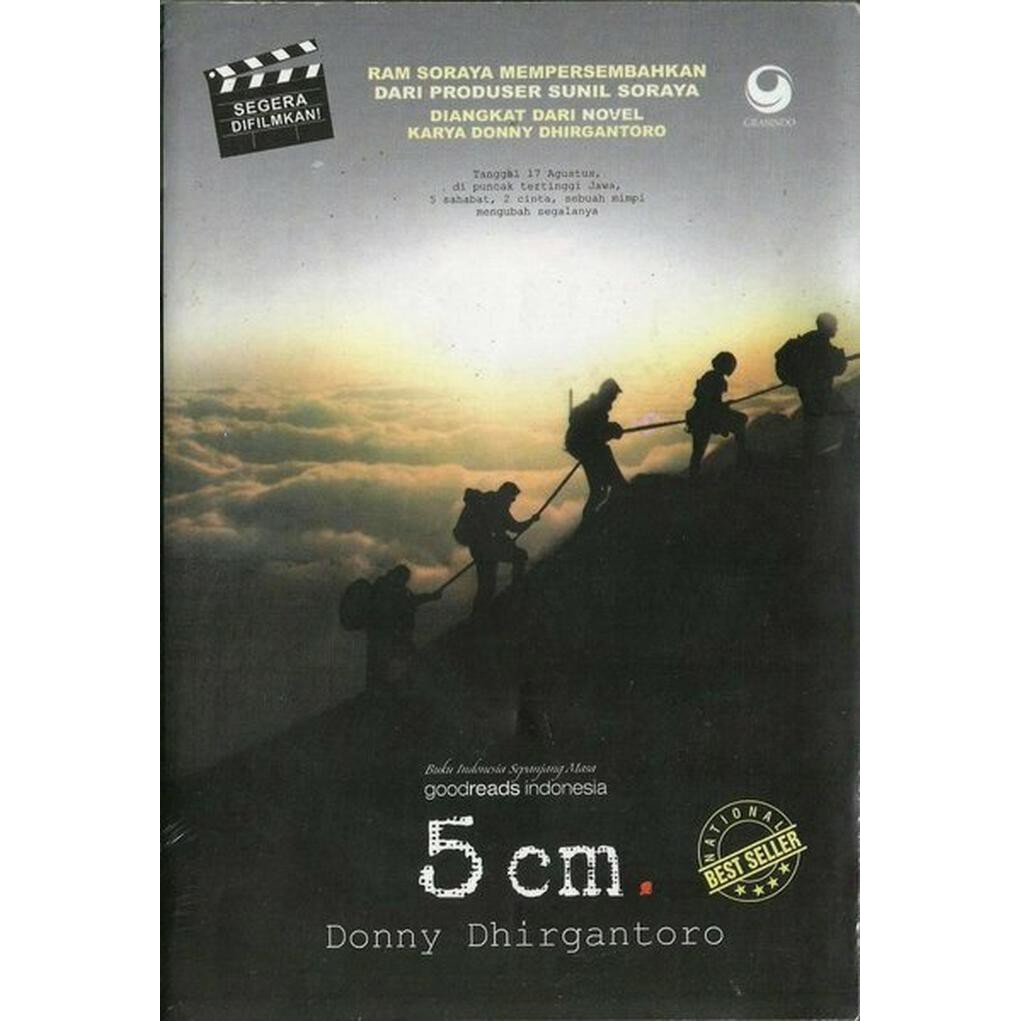 SEGERA
DIFILMKAN!
RAM SORAYA MEMPERSEMBAHKAN
DARI PRODUSER SUNIL SORAYA
DIANGKAT DARI NOVEL
KARYA DONNY DHIRGANTORO
GRASINDO
Tanggal 17 Agustus,
di puncak tertinggi Jawa,
5 sahabat, 2 cinta, sebuah mimpi
mengubah segalanya
Buku Indonesia Sepanjang Masa
goodreads indonesia
5 cm.
NATIONAL
BEST SELLER
Donny Dhirgantoro